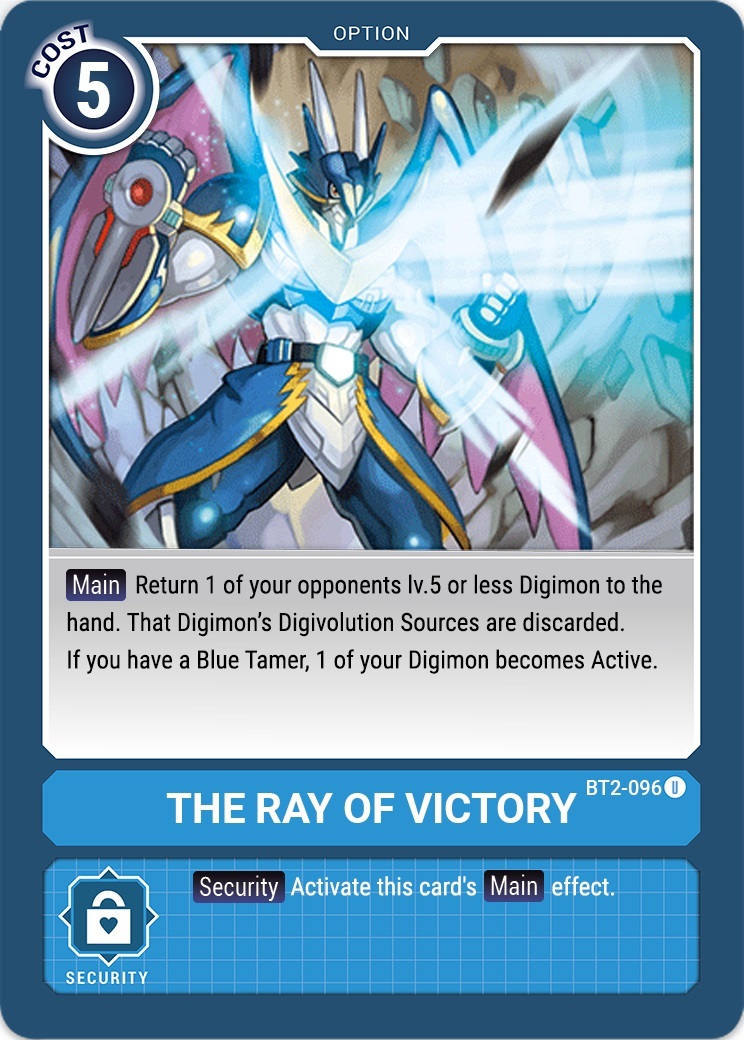 OPTION
COST
5
Main Return 1 of your opponents lv.5 or less Digimon to the
hand. That Digimon's Digivolution Sources are discarded.
If you have a Blue Tamer, 1 of your Digimon becomes Active.
BT2-096 U
THE RAY OF VICTORY
Security Activate this card's Main effect.
SECURITY